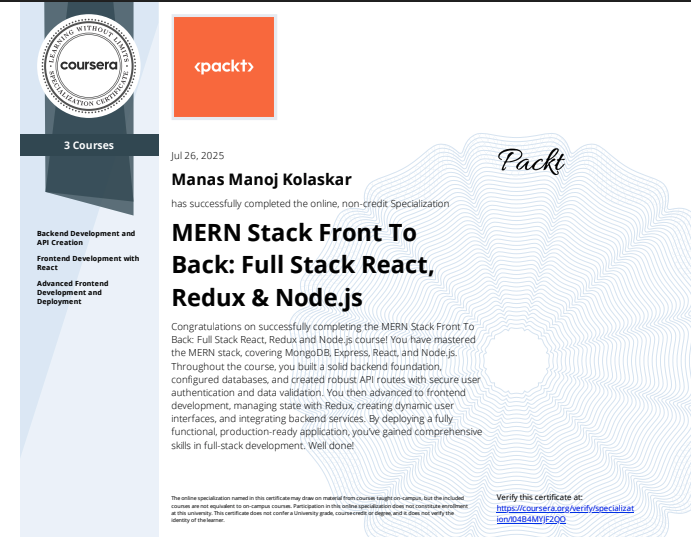 LEARNING WITHOUT LIMITS
coursera
SPECIALIZATION CERTIFICATE
3 Courses
Backend Development and
API Creation
Frontend Development with
React
Advanced Frontend
Development and
Deployment
<packt>
Jul 26, 2025
Manas Manoj Kolaskar
has successfully completed the online, non-credit Specialization
MERN Stack Front To
Back: Full Stack React,
Redux & Node.js
Congratulations on successfully completing the MERN Stack Front To
Back: Full Stack React, Redux and Node.js course! You have mastered
the MERN stack, covering MongoDB, Express, React, and Node.js.
Throughout the course, you built a solid backend foundation,
configured databases, and created robust API routes with secure user
authentication and data validation. You then advanced to frontend
development, managing state with Redux, creating dynamic user
interfaces, and integrating backend services. By deploying a fully
functional, production-ready application, you've gained comprehensive
skills in full-stack development. Well done!
Packt
The online specialization named in this certificate may draw on material from courses taught on-campus, but the included
courses are not equivalent to on-campus courses. Participation in this online specialization does not constitute enrollment
at this university. This certificate does not confer a University grade, course credit or degree, and it does not verify the
identity of the learner.
Verify this certificate at:
https://coursera.org/verify/specializat
ion/I04B4MYJF2QO